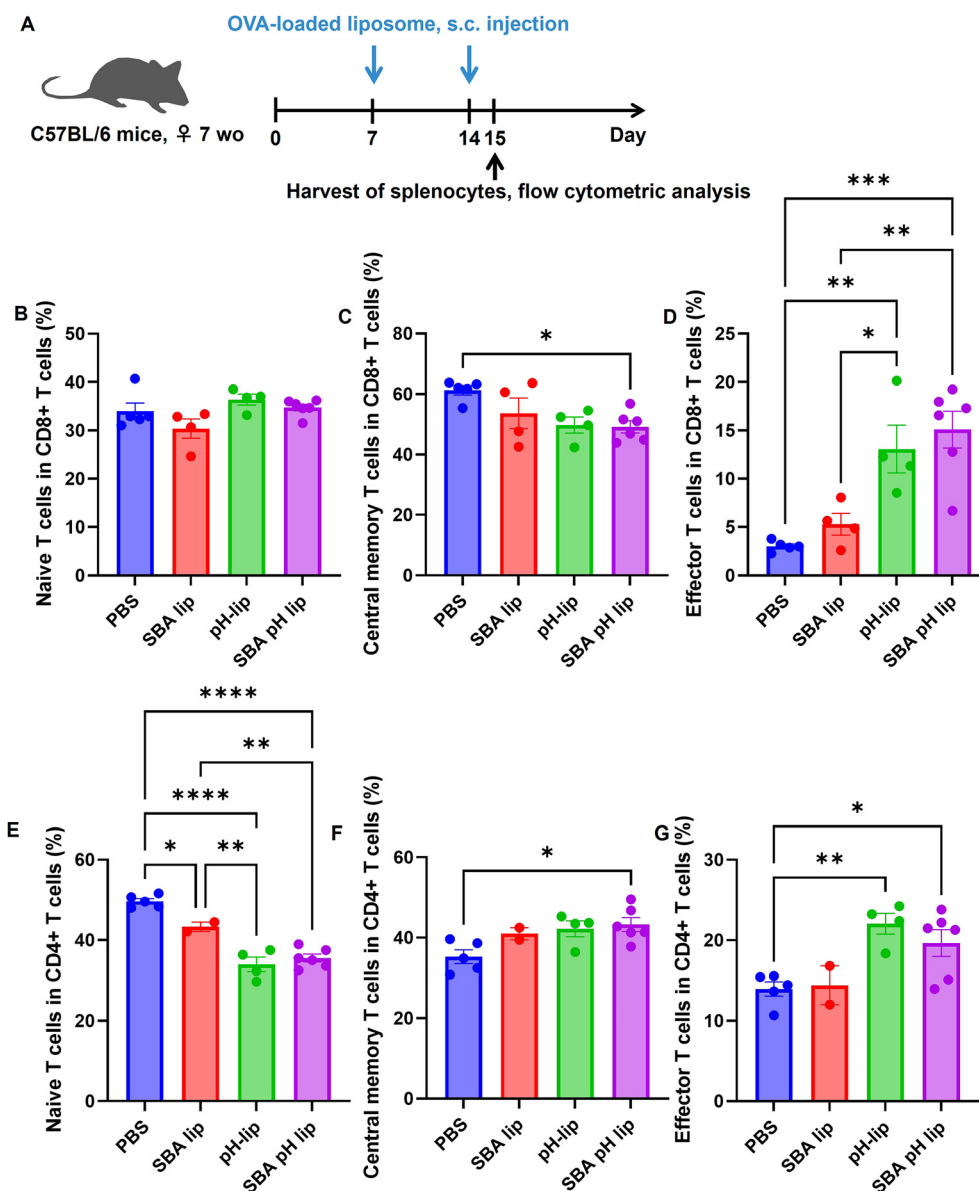 A
OVA-loaded liposome, s.c. injection
C57BL/6 mice, ♀ 7 wo
0 7 14 15 Day
Harvest of splenocytes, flow cytometric analysis
B
Naive T cells in CD8+ T cells (%)
50
40
30
20
10
0
PBS
SBA lip
pH-lip
SBA pH lip
C
Central memory T cells in CD8+ T cells (%)
80
60
40
20
0
*
PBS
SBA lip
pH-lip
SBA pH lip
D
Effector T cells in CD8+ T cells (%)
25
20
15
10
5
0
***
**
**
*
PBS
SBA lip
pH-lip
SBA pH lip
E
Naive T cells in CD4+ T cells (%)
60
40
20
0
****
**
****
* **
PBS
SBA lip
pH-lip
SBA pH lip
F
Central memory T cells in CD4+ T cells (%)
60
40
20
0
*
PBS
SBA lip
pH-lip
SBA pH lip
G
Effector T cells in CD4+ T cells (%)
30
20
10
0
*
**
PBS
SBA lip
pH-lip
SBA pH lip